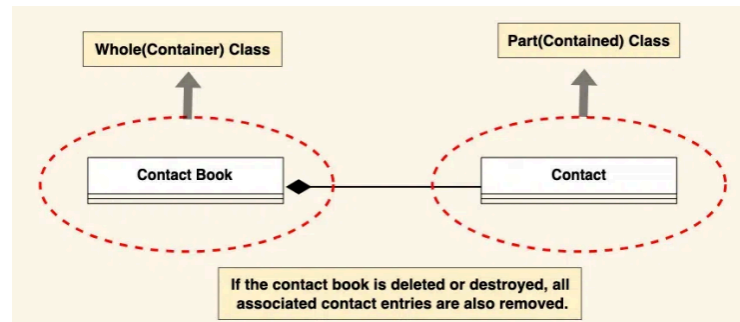 Whole(Container) Class
Part(Contained) Class
Contact Book
Contact
If the contact book is deleted or destroyed, all
associated contact entries are also removed.